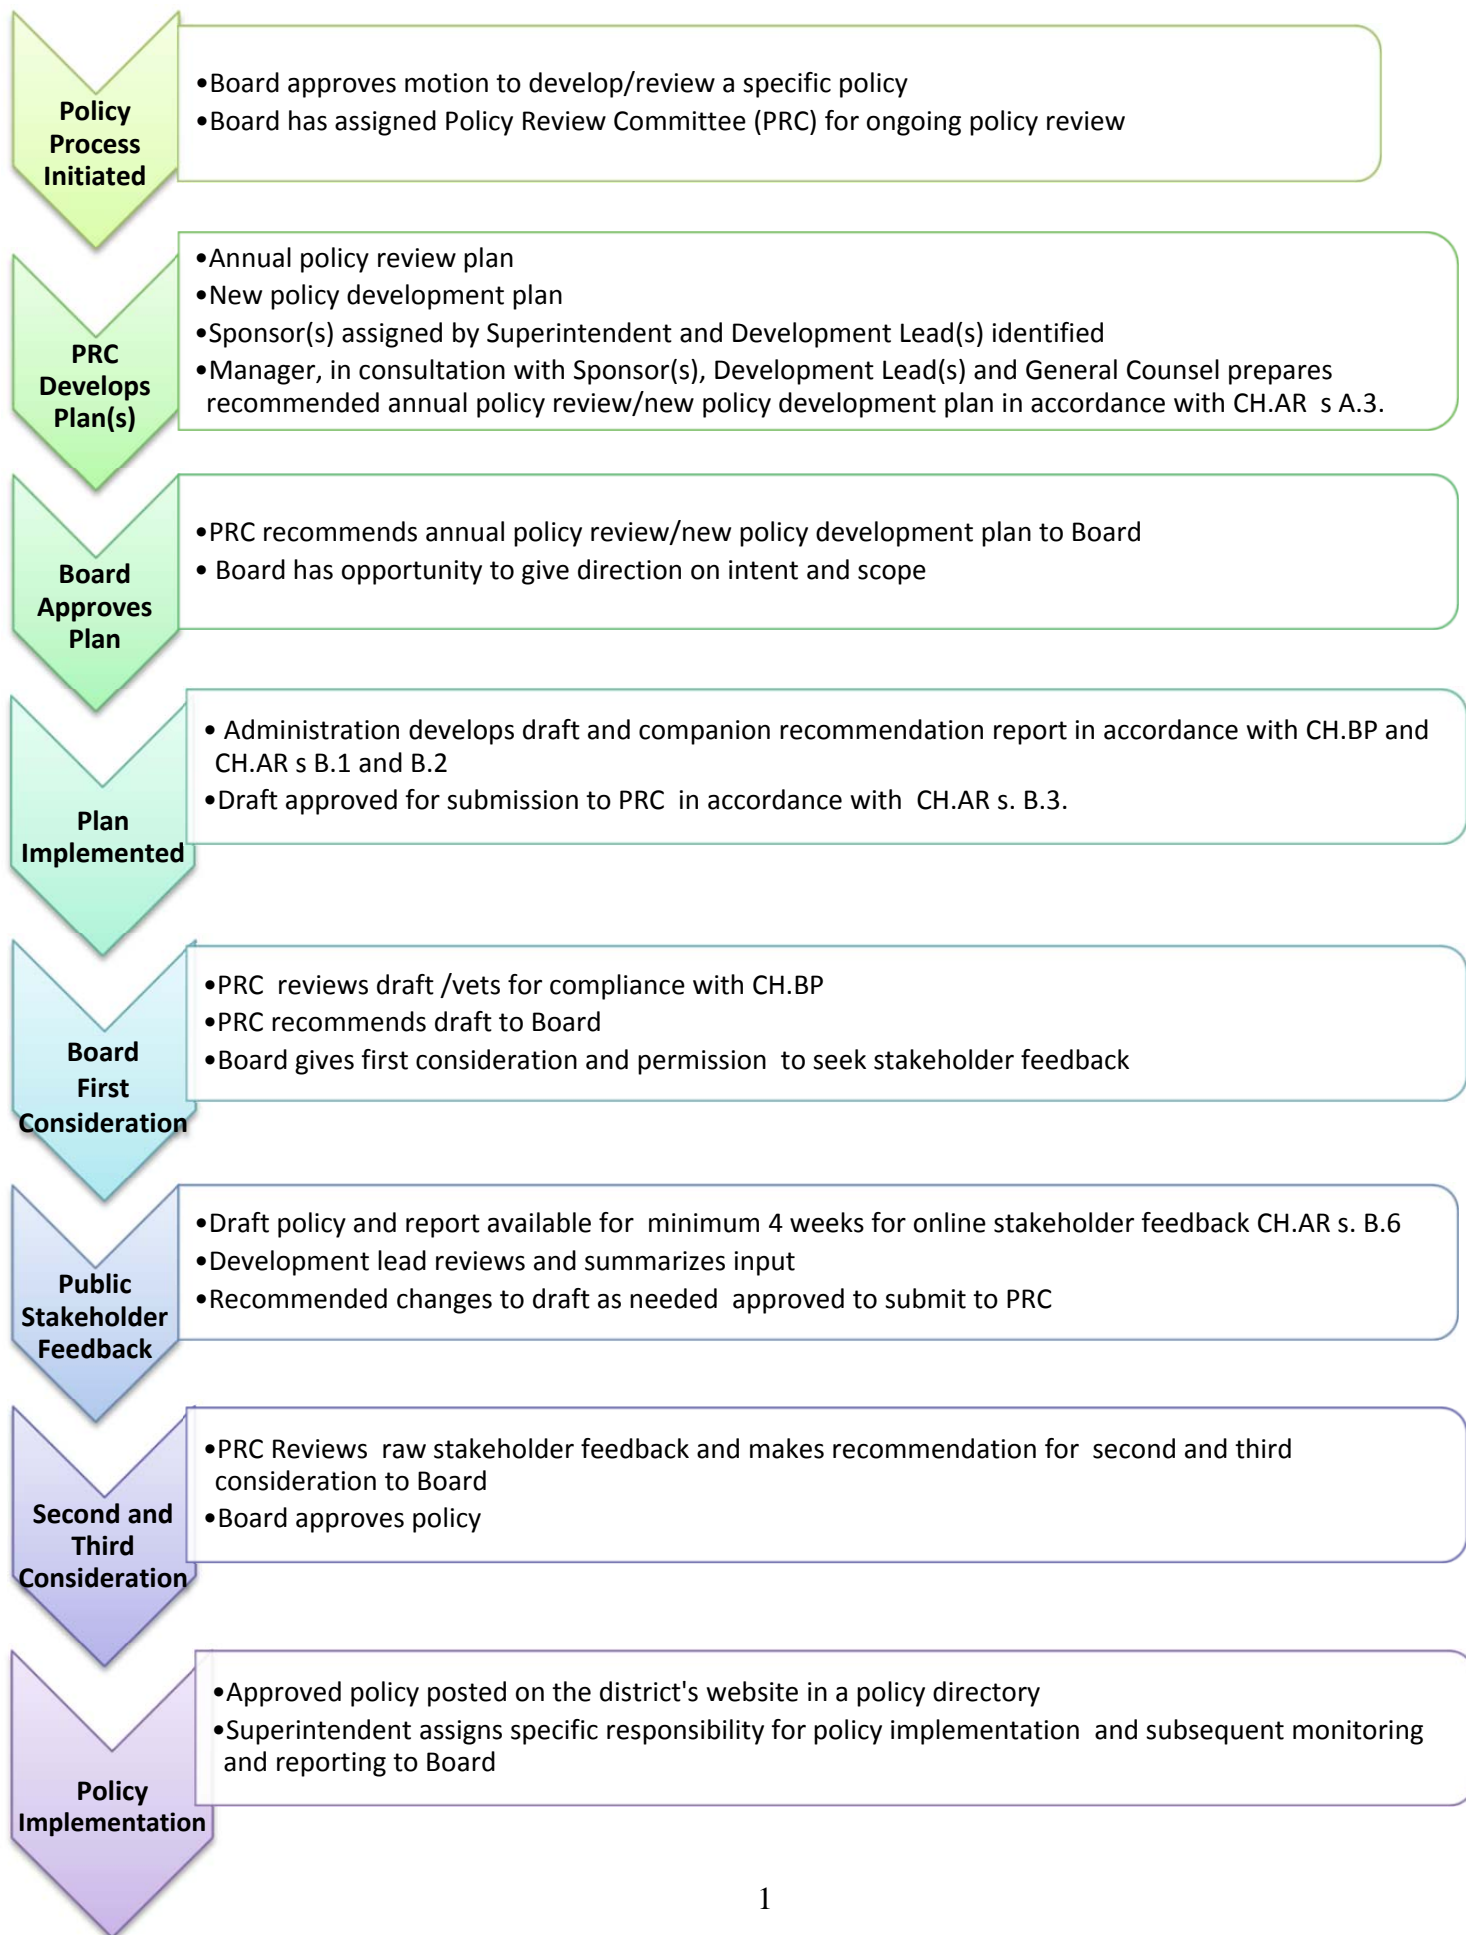 Policy
Process
Initiated
•Board approves motion to develop/review a specific policy
•Board has assigned Policy Review Committee (PRC) for ongoing policy review
PRC
Develops
Plan(s)
•Annual policy review plan
•New policy development plan
•Sponsor(s) assigned by Superintendent and Development Lead(s) identified
•Manager, in consultation with Sponsor(s), Development Lead(s) and General Counsel prepares
recommended annual policy review/new policy development plan in accordance with CH.AR s A.3.
Board
Approves
Plan
•PRC recommends annual policy review/new policy development plan to Board
• Board has opportunity to give direction on intent and scope
Plan
Implemented
• Administration develops draft and companion recommendation report in accordance with CH.BP and
CH.AR s B.1 and B.2
•Draft approved for submission to PRC in accordance with CH.AR s. B.3.
Board
First
Consideration
•PRC reviews draft /vets for compliance with CH.BP
•PRC recommends draft to Board
•Board gives first consideration and permission to seek stakeholder feedback
Public
Stakeholder
Feedback
•Draft policy and report available for minimum 4 weeks for online stakeholder feedback CH.AR s. B.6
•Development lead reviews and summarizes input
•Recommended changes to draft as needed approved to submit to PRC
Second and
Third
Consideration
•PRC Reviews raw stakeholder feedback and makes recommendation for second and third
consideration to Board
•Board approves policy
Policy
Implementation
•Approved policy posted on the district's website in a policy directory
•Superintendent assigns specific responsibility for policy implementation and subsequent monitoring
and reporting to Board
1